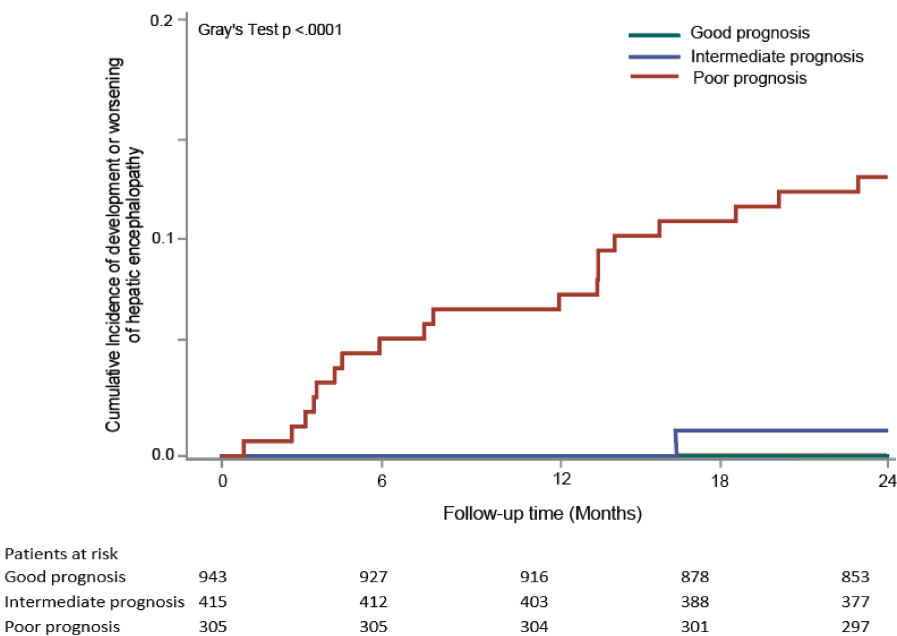 0.2
Gray's Test p <.0001
Good prognosis
Intermediate prognosis
Poor prognosis
Cumulative Incidence of development or worsening
of hepatic encephalopathy
0.1
0.0
0 6 12 18 24
Follow-up time (Months)
Patients at risk
Good prognosis 943 927 916 878 853
Intermediate prognosis 415 412 403 388 377
Poor prognosis 305 305 304 301 297